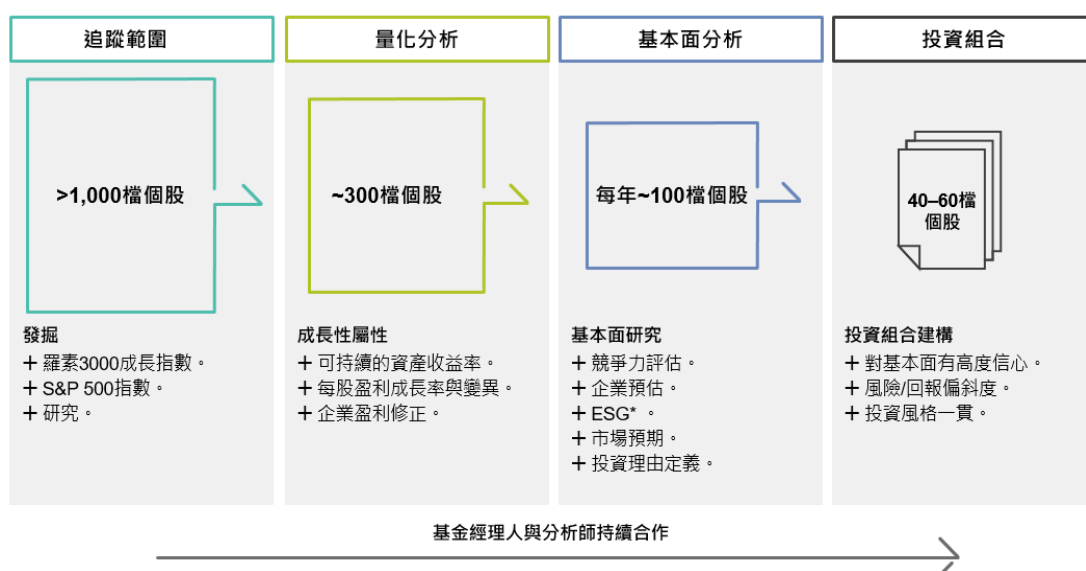 追蹤範圍
量化分析
基本面分析
投資組合
>1,000檔個股
~300檔個股
每年~100檔個股
40–60檔
個股
發掘
+ 羅素3000成長指數。
+ S&P 500指數。
+ 研究。
成長性屬性
+ 可持續的資產收益率。
+ 每股盈利成長率與變異。
+ 企業盈利修正。
基本面研究
+ 競爭力評估。
+ 企業預估。
+ ESG* 。
+ 市場預期。
+ 投資理由定義。
投資組合建構
+ 對基本面有高度信心。
+ 風險/回報偏斜度。
+ 投資風格一貫。
基金經理人與分析師持續合作